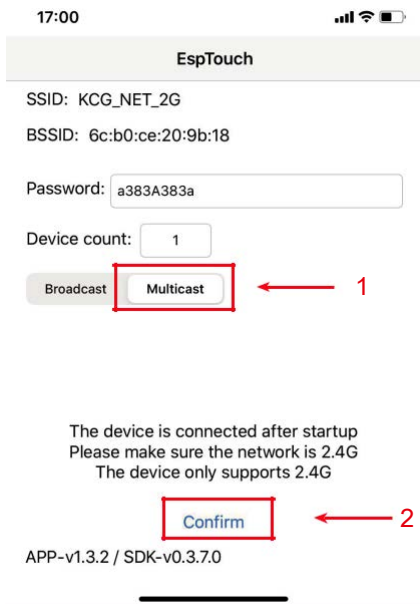 17:00
EspTouch
SSID: KCG_NET_2G
BSSID: 6c:b0:ce:20:9b:18
Password: a383A383a
Device count: 1
Broadcast Multicast 1
The device is connected after startup
Please make sure the network is 2.4G
The device only supports 2.4G
Confirm 2
APP-v1.3.2 / SDK-v0.3.7.0